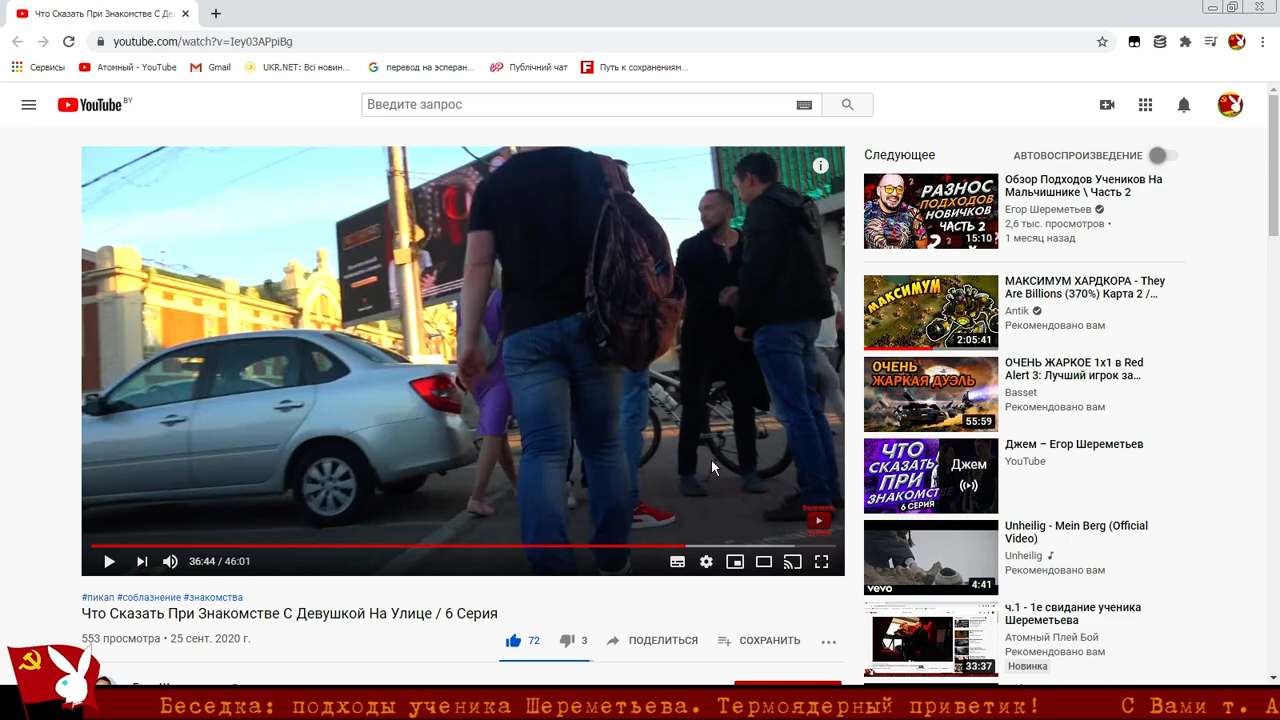 Что Сказать При Знакомстве С Де
youtube.com/watch?v=Iey03APpiBg
Сервисы
Атомный - YouTube
Gmail
UKR.NET: Всі новин...
перевод на эсперан...
Публічний чат
Путь к сохранениям...
YouTube BY
Введите запрос
Следующее
АВТОВОСПРОИЗВЕДЕНИЕ
РАЗНОС
ПОДХОДОВ
НОВИЧКОВ
ЧАСТЬ 2
15:10
Обзор Подходов Учеников На
Мальчишнике \ Часть 2
Егор Шереметьев
2,6 тыс. просмотров •
1 месяц назад
МАКСИМУМ
2:05:41
МАКСИМУМ ХАРДКОРА - They
Are Billions (370%) Карта 2 /...
Antik
Рекомендовано вам
ОЧЕНЬ
ЖАРКАЯ ДУЭЛЬ
55:59
ОЧЕНЬ ЖАРКОЕ 1x1 в Red
Alert 3: Лучший игрок за...
Basset
Рекомендовано вам
ЧТО
СКАЗАТЬ
ПРИ
ЗНАКОМСТ
6 СЕРИЯ
Джем
Джем – Егор Шереметьев
YouTube
vevo
4:41
Unheilig - Mein Berg (Official
Video)
Unheilig
Рекомендовано вам
33:37
ч.1 - 1е свидание ученика
Шереметьева
Атомный Плей Бой
Рекомендовано вам
Новинка
36:44 / 46:01
#пикап #соблазнение #знакомства
Что Сказать При Знакомстве С Девушкой На Улице / 6 Серия
553 просмотра • 25 сент. 2020 г.
72
3
ПОДЕЛИТЬСЯ
СОХРАНИТЬ
Беседка: подходы ученика Шереметьева. Термоядерный приветик! С Вами т. А